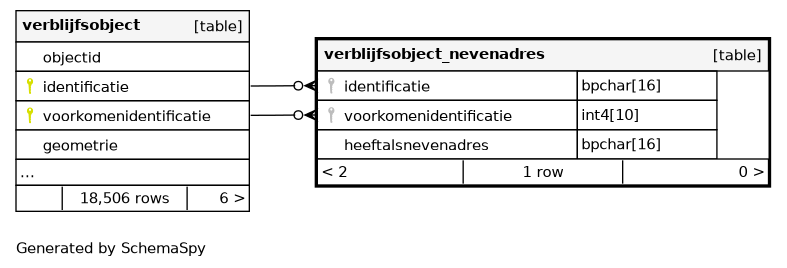 verblijfsobject [table]
objectid
identificatie
voorkomenidentificatie
geometrie
...
18,506 rows 6 >
verblijfsobject_nevenadres [table]
identificatie bpchar[16]
voorkomenidentificatie int4[10]
heeftalsnevenadres bpchar[16]
< 2 1 row 0 >
Generated by SchemaSpy